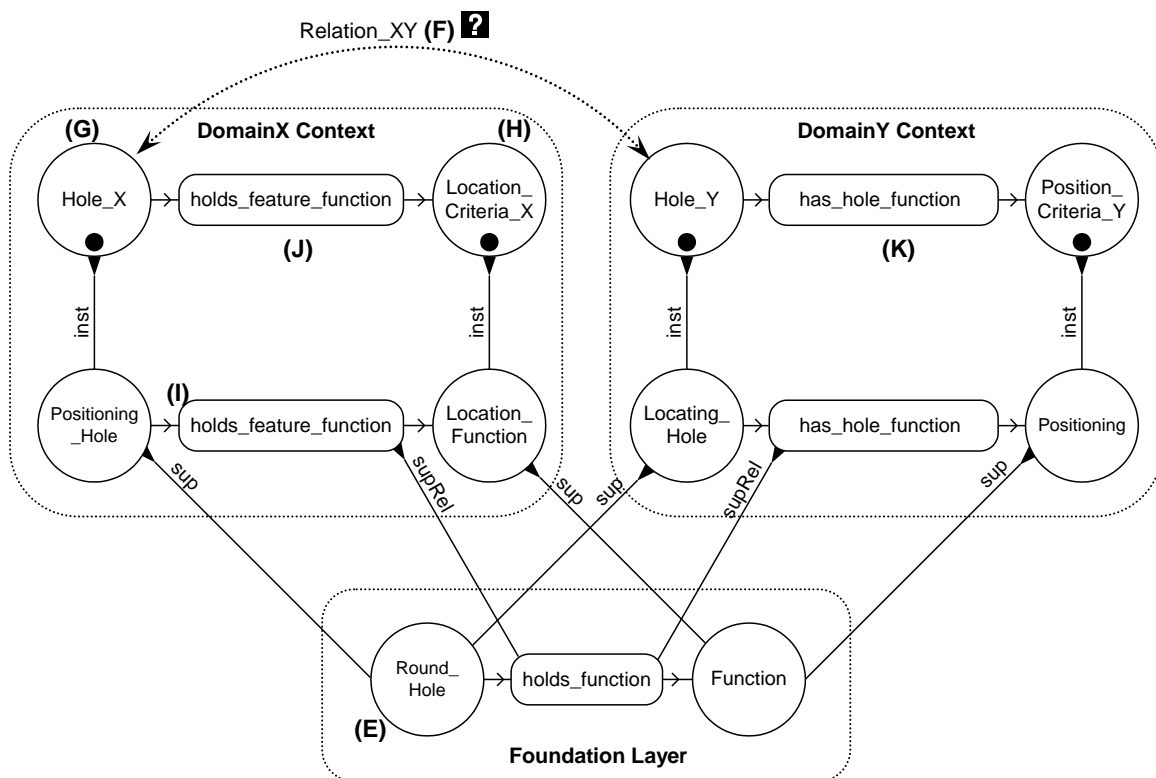 Relation_XY (F) ?
(G)
DomainX Context
(H)
DomainY Context
Hole_X
holds_feature_function
Location_
Criteria_X
Hole_Y
has_hole_function
Position_
Criteria_Y
(J)
(K)
inst
inst
inst
inst
(I)
Positioning
_Hole
holds_feature_function
Location_
Function
Locating_
Hole
has_hole_function
Positioning
sup
supRel
sup
sup
supRel
sup
Round_
Hole
holds_function
Function
(E)
Foundation Layer